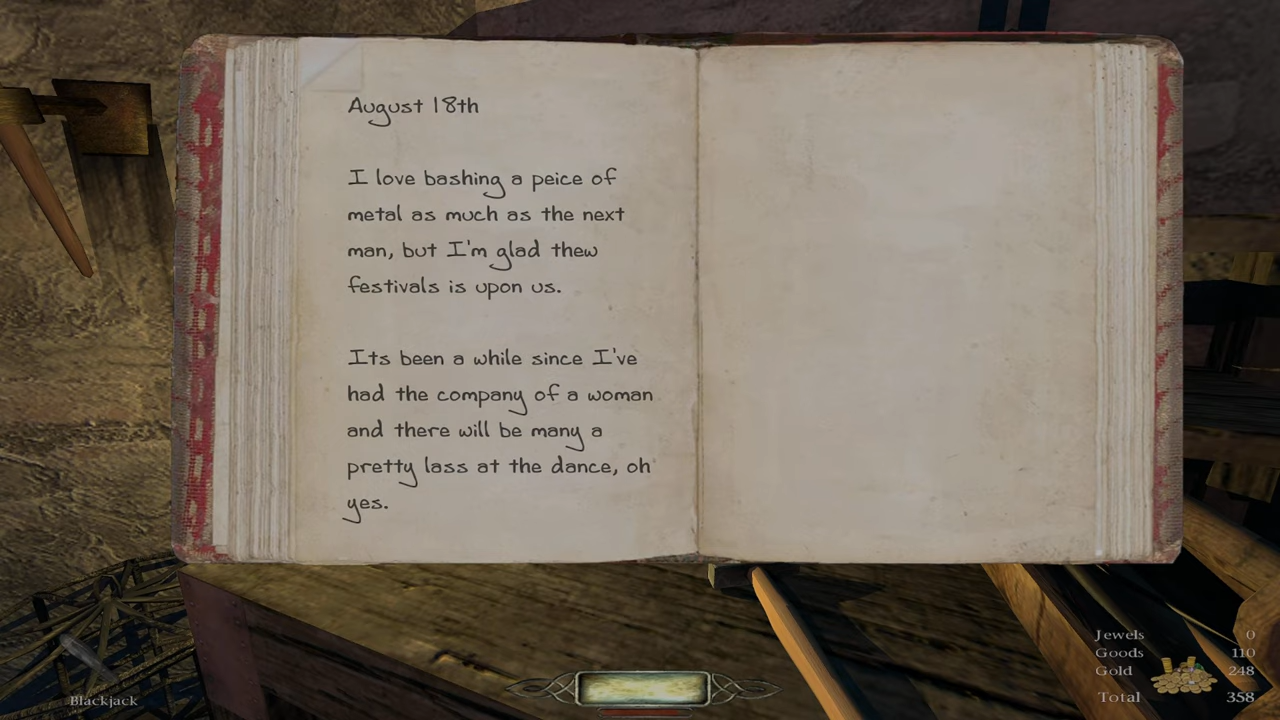 August 18th
I love bashing a peice of
metal as much as the next
man, but I'm glad thew
festivals is upon us.
Its been a while since I've
had the company of a woman
and there will be many a
pretty lass at the dance, oh
yes.
Blackjack
Jewels 0
Goods 110
Gold 248
Total 358